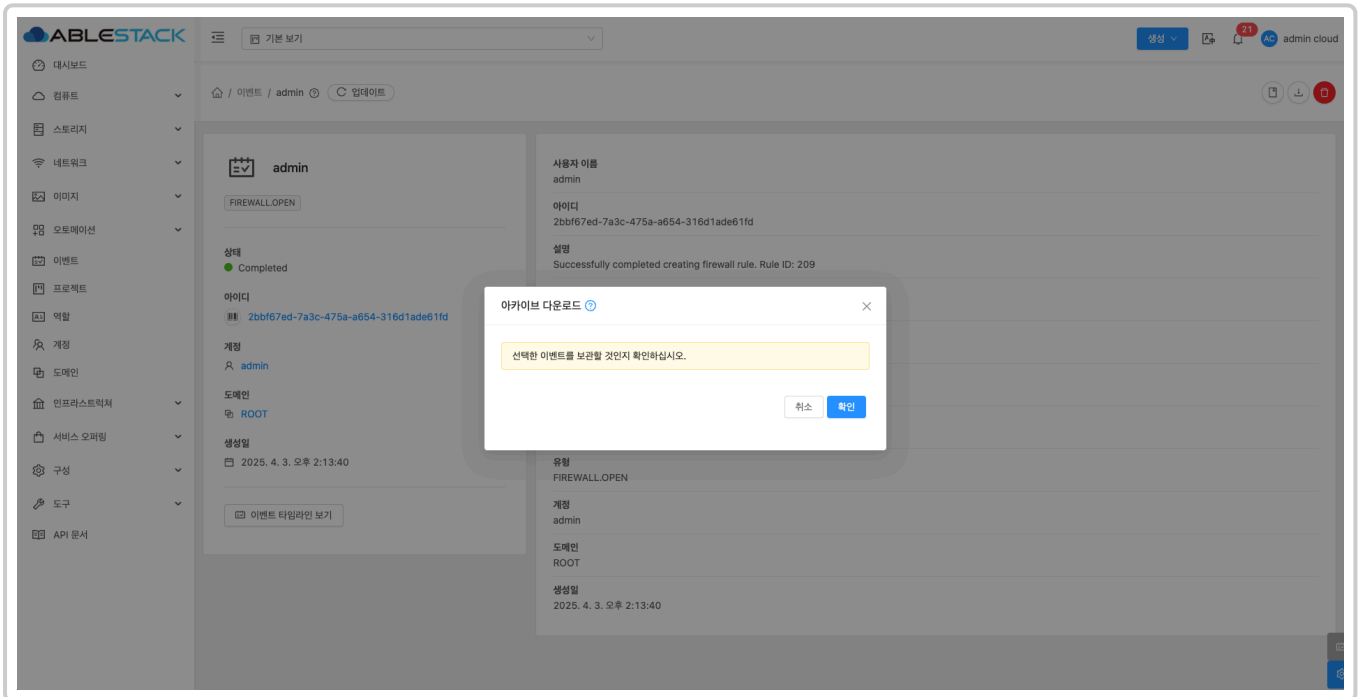 ABLESTACK
기본 보기
생성
21
AC
admin cloud
대시보드
컴퓨트
스토리지
네트워크
이미지
오토메이션
이벤트
프로젝트
역할
계정
도메인
인프라스트럭쳐
서비스 오퍼링
구성
도구
API 문서
/ 이벤트 / admin
업데이트
admin
FIREWALL.OPEN
상태
Completed
아이디
2bbf67ed-7a3c-475a-a654-316d1ade61fd
계정
admin
도메인
ROOT
생성일
2025. 4. 3. 오후 2:13:40
이벤트 타임라인 보기
사용자 이름
admin
아이디
2bbf67ed-7a3c-475a-a654-316d1ade61fd
설명
Successfully completed creating firewall rule. Rule ID: 209
아카이브 다운로드
선택한 이벤트를 보관할 것인지 확인하십시오.
취소
확인
유형
FIREWALL.OPEN
계정
admin
도메인
ROOT
생성일
2025. 4. 3. 오후 2:13:40